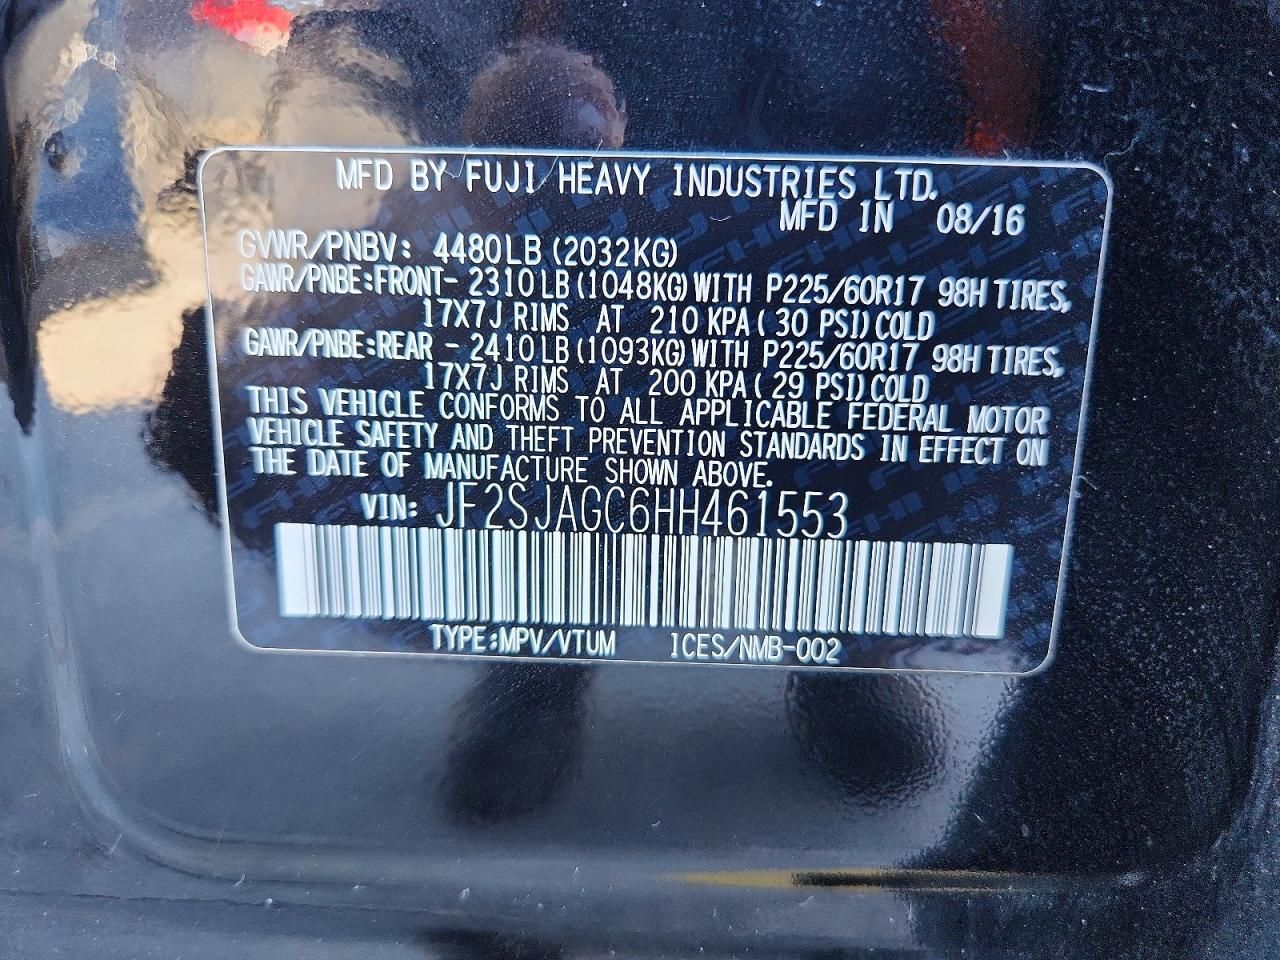 MFD BY FUJI HEAVY INDUSTRIES LTD.
MFD IN 08/16
GVWR/PNBV: 4480LB (2032KG)
GAWR/PNBE:FRONT- 2310 LB (1048KG) WITH P225/60R17 98H TIRES,
17X7J RIMS AT 210 KPA ( 30 PSI) COLD
GAWR/PNBE:REAR - 2410 LB (1093KG) WITH P225/60R17 98H TIRES,
17X7J RIMS AT 200 KPA ( 29 PSI) COLD
THIS VEHICLE CONFORMS TO ALL APPLICABLE FEDERAL MOTOR
VEHICLE SAFETY AND THEFT PREVENTION STANDARDS IN EFFECT ON
THE DATE OF MANUFACTURE SHOWN ABOVE.
VIN: JF2SJAGC6HH461553
TYPE:MPV/VTUM ICES/NMB-002